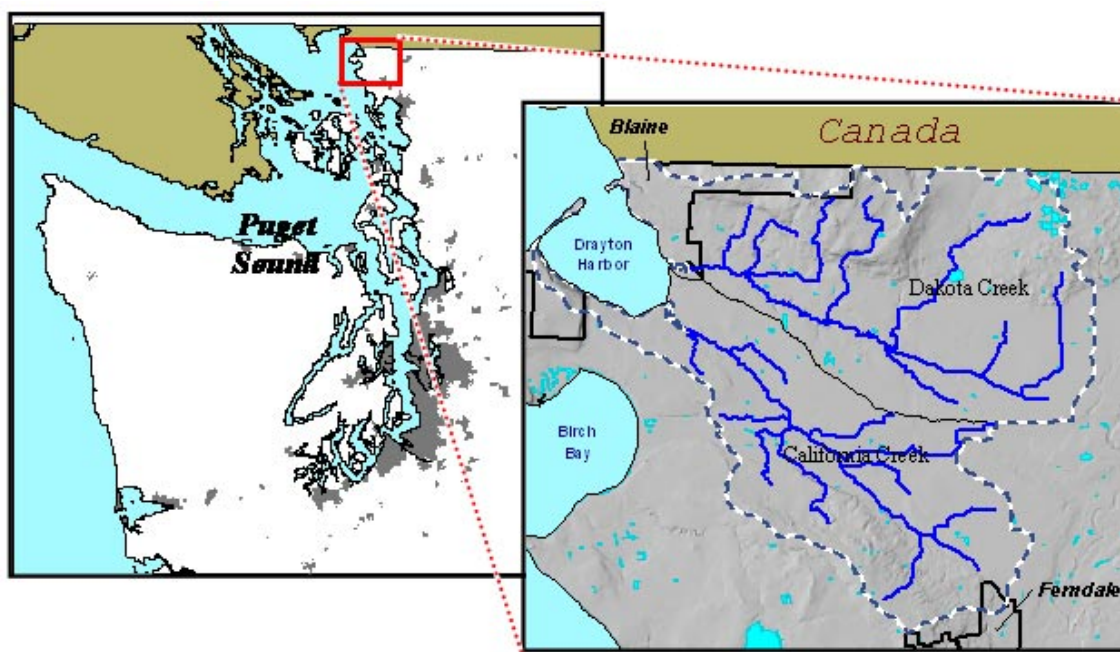 Puget
Sound
Blaine
Canada
Drayton
Harbor
Dakota Creek
Birch
Bay
California Creek
Ferndale